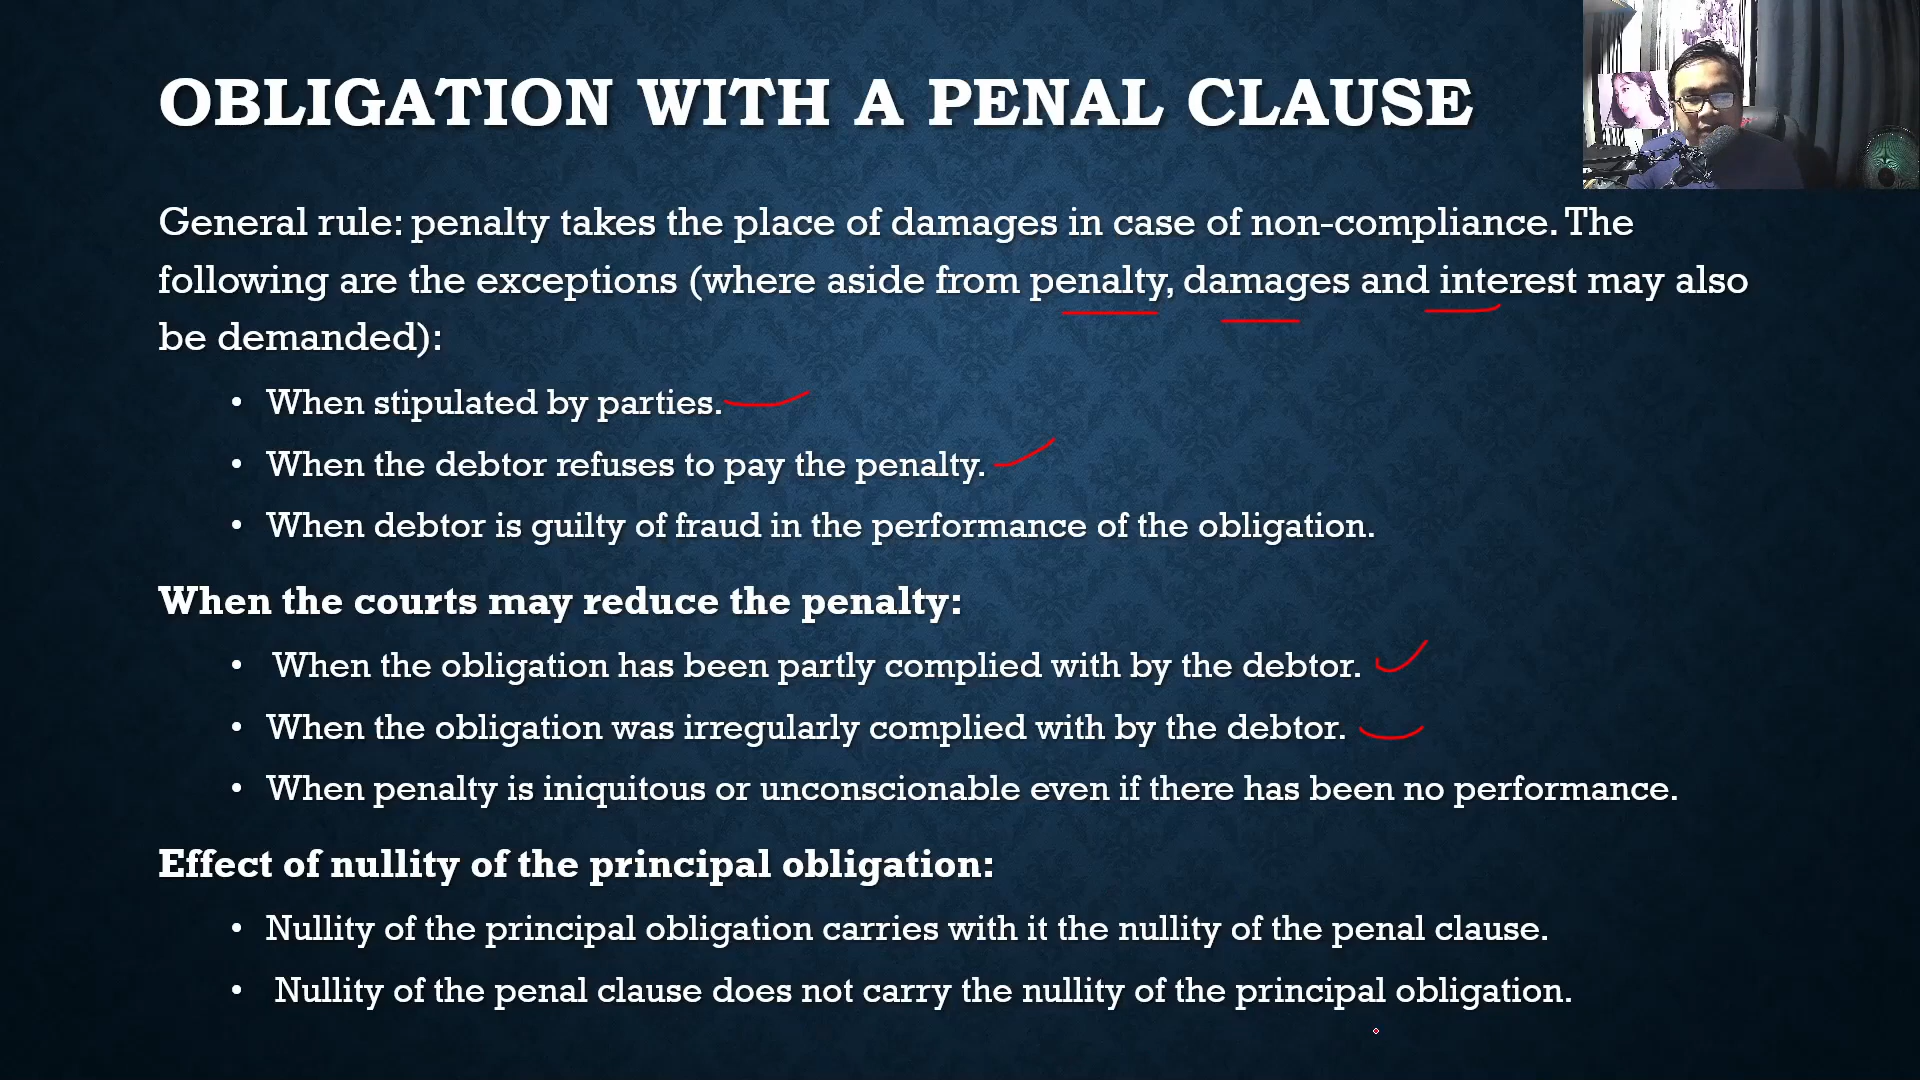 OBLIGATION WITH A PENAL CLAUSE
General rule: penalty takes the place of damages in case of non-compliance. The
following are the exceptions (where aside from penalty, damages and interest may also
be demanded):
• When stipulated by parties.
• When the debtor refuses to pay the penalty.
• When debtor is guilty of fraud in the performance of the obligation.
When the courts may reduce the penalty:
• When the obligation has been partly complied with by the debtor.
• When the obligation was irregularly complied with by the debtor.
• When penalty is iniquitous or unconscionable even if there has been no performance.
Effect of nullity of the principal obligation:
• Nullity of the principal obligation carries with it the nullity of the penal clause.
• Nullity of the penal clause does not carry the nullity of the principal obligation.